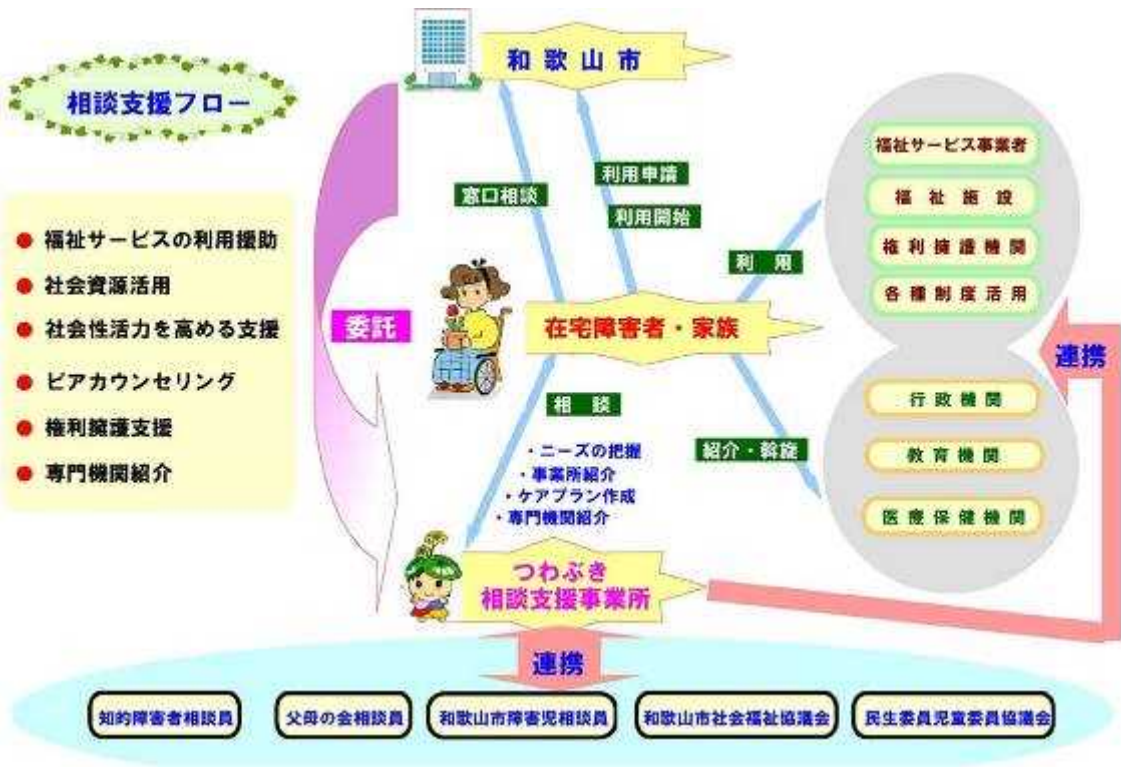 和歌山市
相談支援フロー
福祉サービスの利用援助
社会資源活用
社会性活力を高める支援
ピアカウンセリング
権利擁護支援
専門機関紹介
委託
窓口相談
利用申請
利用開始
利用
在宅障害者・家族
相談
・ニーズの把握
・事業所紹介
・ケアプラン作成
・専門機関紹介
紹介・斡旋
福祉サービス事業者
福祉施設
権利擁護機関
各種制度活用
連携
行政機関
教育機関
医療保健機関
つわぶき
相談支援事業所
連携
知的障害者相談員
父母の会相談員
和歌山市障害児相談員
和歌山市社会福祉協議会
民生委員児童委員協議会